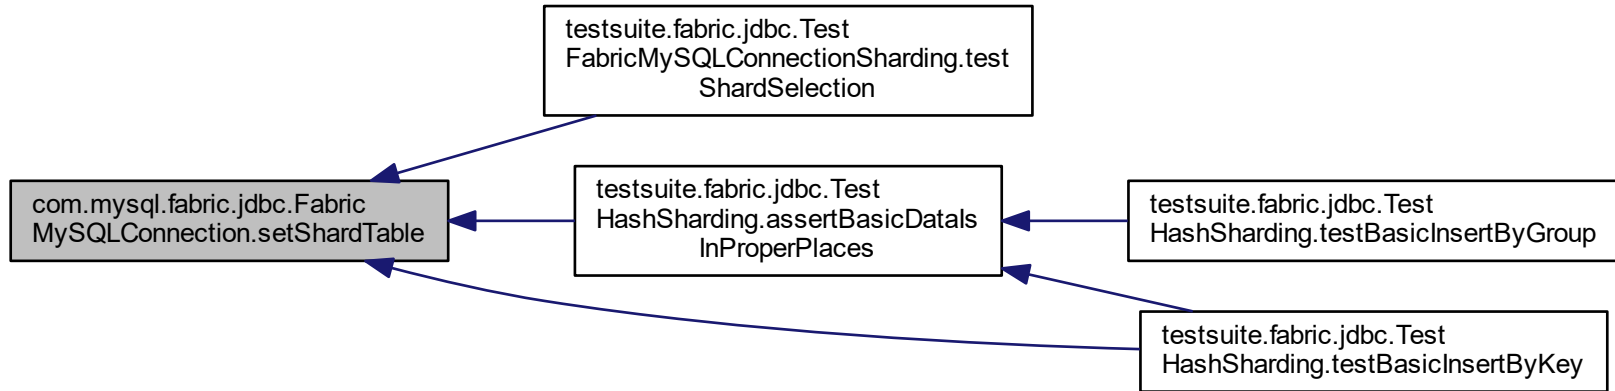 testsuite.fabric.jdbc.Test
FabricMySQLConnectionSharding.test
ShardSelection
com.mysql.fabric.jdbc.Fabric
MySQLConnection.setShardTable
testsuite.fabric.jdbc.Test
HashSharding.assertBasicDataIs
InProperPlaces
testsuite.fabric.jdbc.Test
HashSharding.testBasicInsertByGroup
testsuite.fabric.jdbc.Test
HashSharding.testBasicInsertByKey